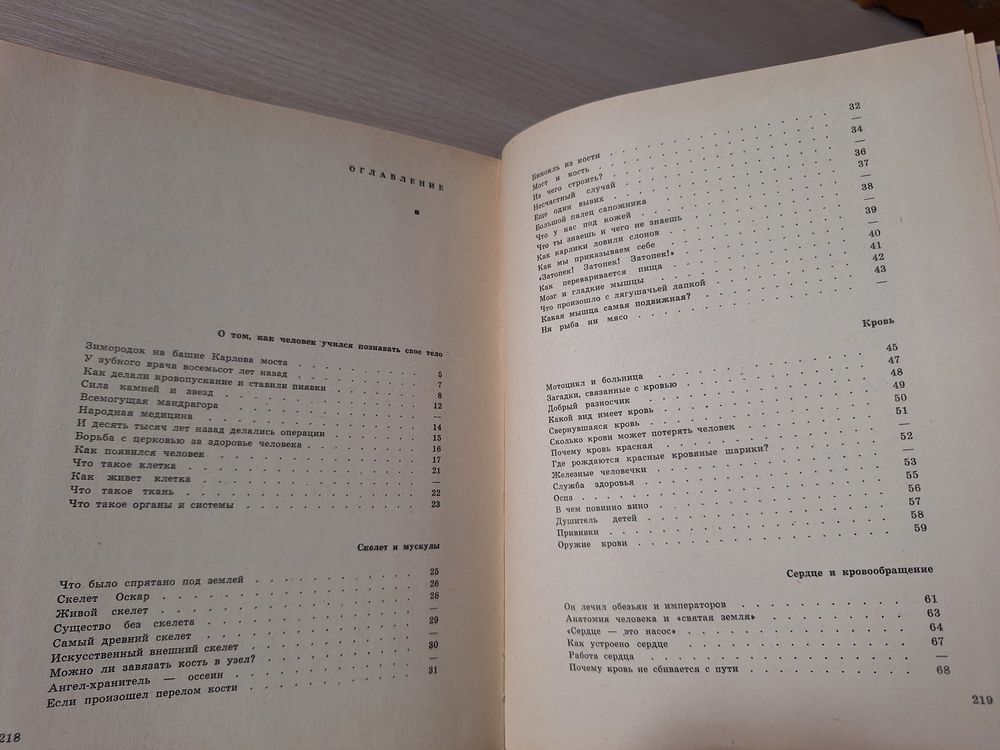 ОГЛАВЛЕНИЕ
О том, как человек учился познавать свое тело
Зимородок на башне Карлова моста . . . . . 5
У зубного врача восемьсот лет назад . . . . . 7
Как делали кровопускание и ставили пиявки . . . . . 8
Сила камней и звезд . . . . . 12
Всемогущая мандрагора . . . . . —
Народная медицина . . . . . 14
И десять тысяч лет назад делались операции . . . . . 15
Борьба с церковью за здоровье человека . . . . . 16
Как появился человек . . . . . 17
Что такое клетка . . . . . 21
Как живет клетка . . . . . —
Что такое ткань . . . . . 22
Что такое органы и системы . . . . . 23
Скелет и мускулы
Что было спрятано под землей . . . . . 25
Скелет Оскар . . . . . 26
Живой скелет . . . . . 28
Существо без скелета . . . . . —
Самый древний скелет . . . . . 29
Искусственный внешний скелет . . . . . —
Можно ли завязать кость в узел? . . . . . 30
Ангел-хранитель — оссеин . . . . . —
Если произошел перелом кости . . . . . 31
218
Бинокль из кости . . . . . 32
Мост и кость . . . . . —
Из чего строить? . . . . . 34
Несчастный случай . . . . . —
Еще один вывих . . . . . 36
Большой палец сапожника . . . . . 37
Что у нас под кожей . . . . . —
Что ты знаешь и чего не знаешь . . . . . 38
Как карлики ловили слонов . . . . . —
Как мы приказываем себе . . . . . 39
«Затопек! Затопек! Затопек!» . . . . . —
Как переваривается пища . . . . . 40
Мозг и гладкие мышцы . . . . . 41
Что произошло с лягушачьей лапкой . . . . . 42
Какая мышца самая подвижная? . . . . . 43
Ни рыба ни мясо . . . . . —
Кровь
Мотоцикл и больница . . . . . 45
Загадки, связанные с кровью . . . . . 47
Добрый разносчик . . . . . 48
Какой вид имеет кровь . . . . . 49
Свернувшаяся кровь . . . . . 50
Сколько крови может потерять человек . . . . . 51
Почему кровь красная . . . . . —
Где рождаются красные кровяные шарики? . . . . . 52
Железные человечки . . . . . —
Служба здоровья . . . . . 53
Оспа . . . . . 55
В чем повинно вино . . . . . 56
Душитель детей . . . . . 57
Прививки . . . . . 58
Оружие крови . . . . . 59
Сердце и кровообращение
Он лечил обезьян и императоров . . . . . 61
Анатомия человека и «святая земля» . . . . . 63
«Сердце — это насос» . . . . . 64
Как устроено сердце . . . . . 67
Работа сердца . . . . . —
Почему кровь не сбивается с пути . . . . . 68
219